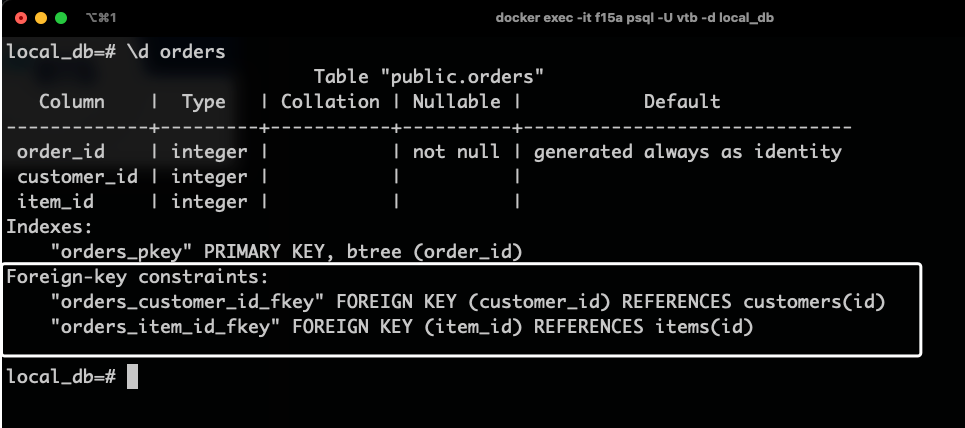 ⌥⌘1 docker exec -it f15a psql -U vtb -d local_db
local_db=# \d orders
                           Table "public.orders"
   Column    |  Type   | Collation | Nullable |           Default
-------------+---------+-----------+----------+------------------------------
 order_id    | integer |           | not null | generated always as identity
 customer_id | integer |           |          |
 item_id     | integer |           |          |
Indexes:
    "orders_pkey" PRIMARY KEY, btree (order_id)
Foreign-key constraints:
    "orders_customer_id_fkey" FOREIGN KEY (customer_id) REFERENCES customers(id)
    "orders_item_id_fkey" FOREIGN KEY (item_id) REFERENCES items(id)
local_db=#